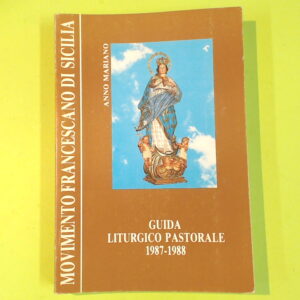 MOVIMENTO FRANCESCANO DI SICILIA
ANNO MARIANO
GUIDA
LITURGICO PASTORALE
1987-1988